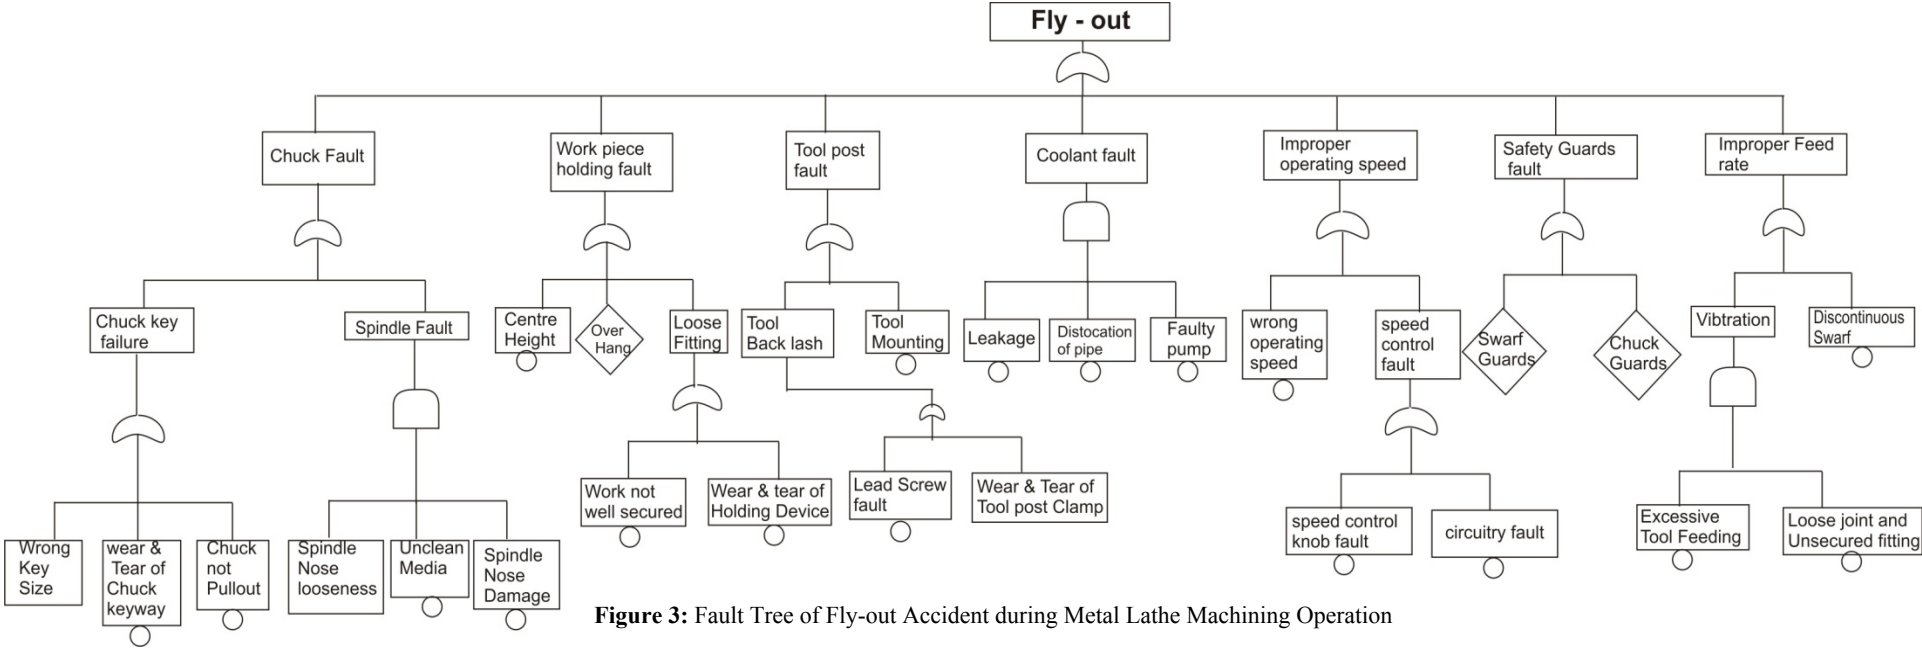 Fly - out
Chuck Fault
Work piece
holding fault
Tool post
fault
Coolant fault
Improper
operating speed
Safety Guards
fault
Improper Feed
rate
Chuck key
failure
Spindle Fault
Centre
Height
Over
Hang
Loose
Fitting
Tool
Back lash
Tool
Mounting
Leakage
Distocation
of pipe
Faulty
pump
wrong
operating
speed
speed
control
fault
Swarf
Guards
Chuck
Guards
Vibtration
Discontinuous
Swarf
Work not
well secured
Wear & tear of
Holding Device
Lead Screw
fault
Wear & Tear of
Tool post Clamp
speed control
knob fault
circuitry fault
Excessive
Tool Feeding
Loose joint and
Unsecured fitting
Wrong
Key
Size
wear &
Tear of
Chuck
keyway
Chuck
not
Pullout
Spindle
Nose
looseness
Unclean
Media
Spindle
Nose
Damage
Figure 3: Fault Tree of Fly-out Accident during Metal Lathe Machining Operation